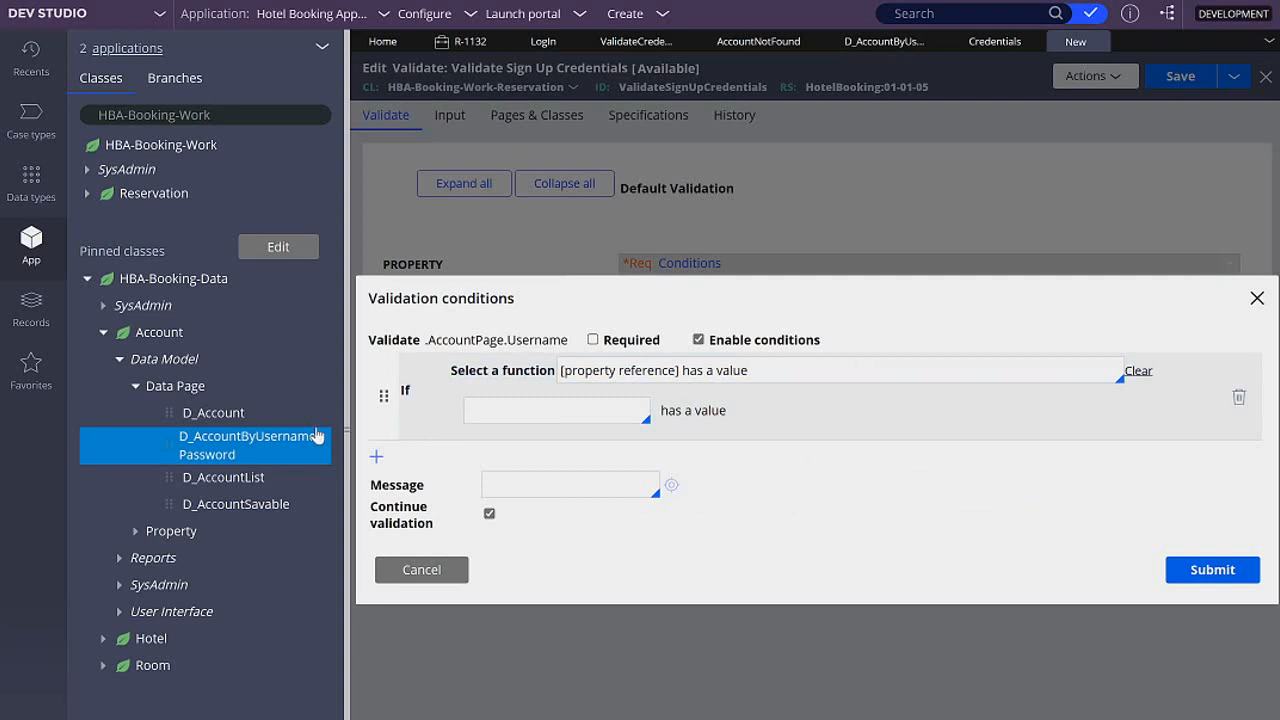 DEV STUDIO
Application: Hotel Booking App...
Configure
Launch portal
Create
Search
DEVELOPMENT
Recents
Case types
Data types
App
Records
Favorites
2 applications
Classes
Branches
HBA-Booking-Work
HBA-Booking-Work
SysAdmin
Reservation
Pinned classes
Edit
HBA-Booking-Data
SysAdmin
Account
Data Model
Data Page
D_Account
D_AccountByUsername
Password
D_AccountList
D_AccountSavable
Property
Reports
SysAdmin
User Interface
Hotel
Room
Home
R-1132
LogIn
ValidateCrede...
AccountNotFound
D_AccountByUs...
Credentials
New
Edit Validate: Validate Sign Up Credentials [Available]
CL: HBA-Booking-Work-Reservation
ID: ValidateSignUpCredentials
RS: HotelBooking:01-01-05
Actions
Save
Validate
Input
Pages & Classes
Specifications
History
Expand all
Collapse all
Default Validation
PROPERTY
*Req Conditions
Validation conditions
Validate .AccountPage.Username
Required
Enable conditions
If
Select a function [property reference] has a value
Clear
has a value
Message
Continue
validation
Cancel
Submit